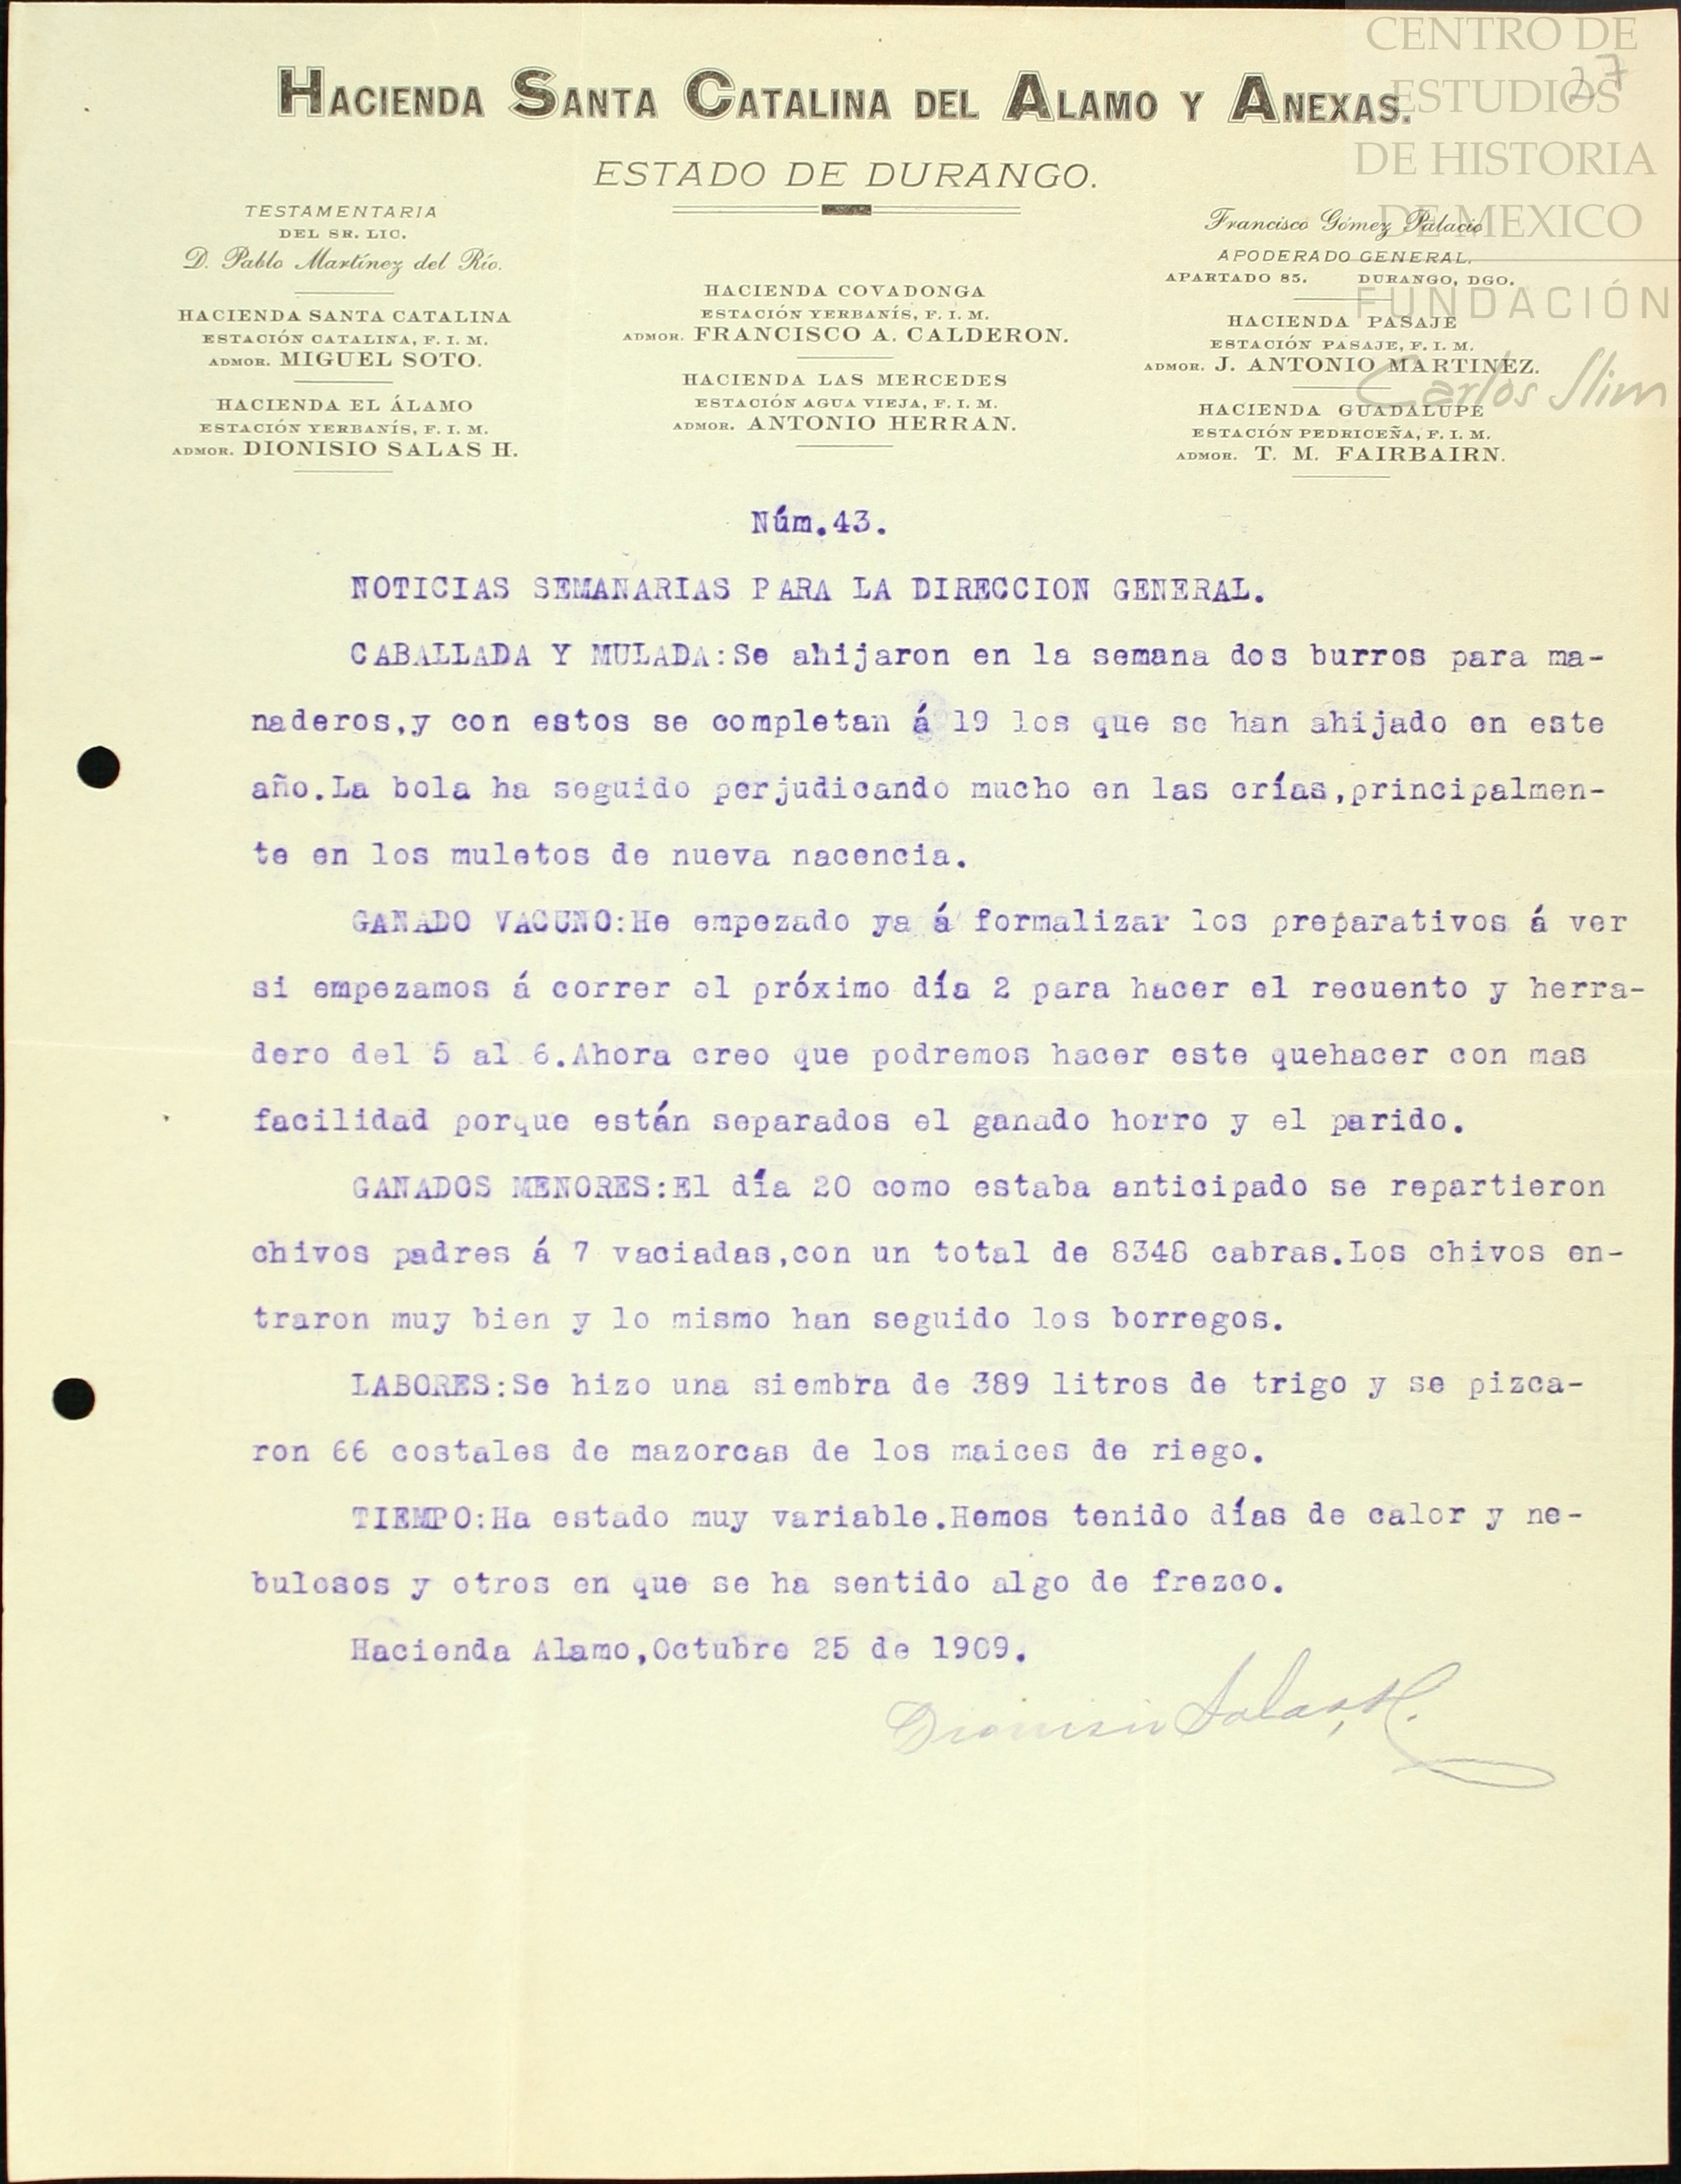 CENTRO DE
ESTUDIOS
DE HISTORIA
DE MEXICO
FUNDACIÓN
Carlos Slim
27
HACIENDA SANTA CATALINA DEL ALAMO Y ANEXAS.
ESTADO DE DURANGO.
TESTAMENTARIA
DEL SR. LIC.
D. Pablo Martínez del Río.
HACIENDA SANTA CATALINA
ESTACIÓN CATALINA, F. I. M.
ADMOR. MIGUEL SOTO.
HACIENDA EL ÁLAMO
ESTACIÓN YERBANÍS, F. I. M.
ADMOR. DIONISIO SALAS H.
HACIENDA COVADONGA
ESTACIÓN YERBANÍS, F. I. M.
ADMOR. FRANCISCO A. CALDERON.
HACIENDA LAS MERCEDES
ESTACIÓN AGUA VIEJA, F. I. M.
ADMOR. ANTONIO HERRAN.
Francisco Gómez Palacio
APODERADO GENERAL.
APARTADO 85. DURANGO, DGO.
HACIENDA PASAJE
ESTACIÓN PASAJE, F. I. M.
ADMOR. J. ANTONIO MARTINEZ.
HACIENDA GUADALUPE
ESTACIÓN PEDRICEÑA, F. I. M.
ADMOR. T. M. FAIRBAIRN.
Núm.43.
NOTICIAS SEMANARIAS PARA LA DIRECCION GENERAL.
CABALLADA Y MULADA:Se ahijaron en la semana dos burros para ma-
naderos,y con estos se completan á 19 los que se han ahijado en este
año.La bola ha seguido perjudicando mucho en las crías,principalmen-
te en los muletos de nueva nacencia.
GANADO VACUNO:He empezado ya á formalizar los preparativos á ver
si empezamos á correr el próximo día 2 para hacer el recuento y herra-
dero del 5 al 6.Ahora creo que podremos hacer este quehacer con mas
facilidad porque están separados el ganado horro y el parido.
GANADOS MENORES:El día 20 como estaba anticipado se repartieron
chivos padres á 7 vaciadas,con un total de 8348 cabras.Los chivos en-
traron muy bien y lo mismo han seguido los borregos.
LABORES:Se hizo una siembra de 389 litros de trigo y se pizca-
ron 66 costales de mazorcas de los maices de riego.
TIEMPO:Ha estado muy variable.Hemos tenido días de calor y ne-
bulosos y otros en que se ha sentido algo de frezco.
Hacienda Alamo,Octubre 25 de 1909.
Dionisio Salas H.